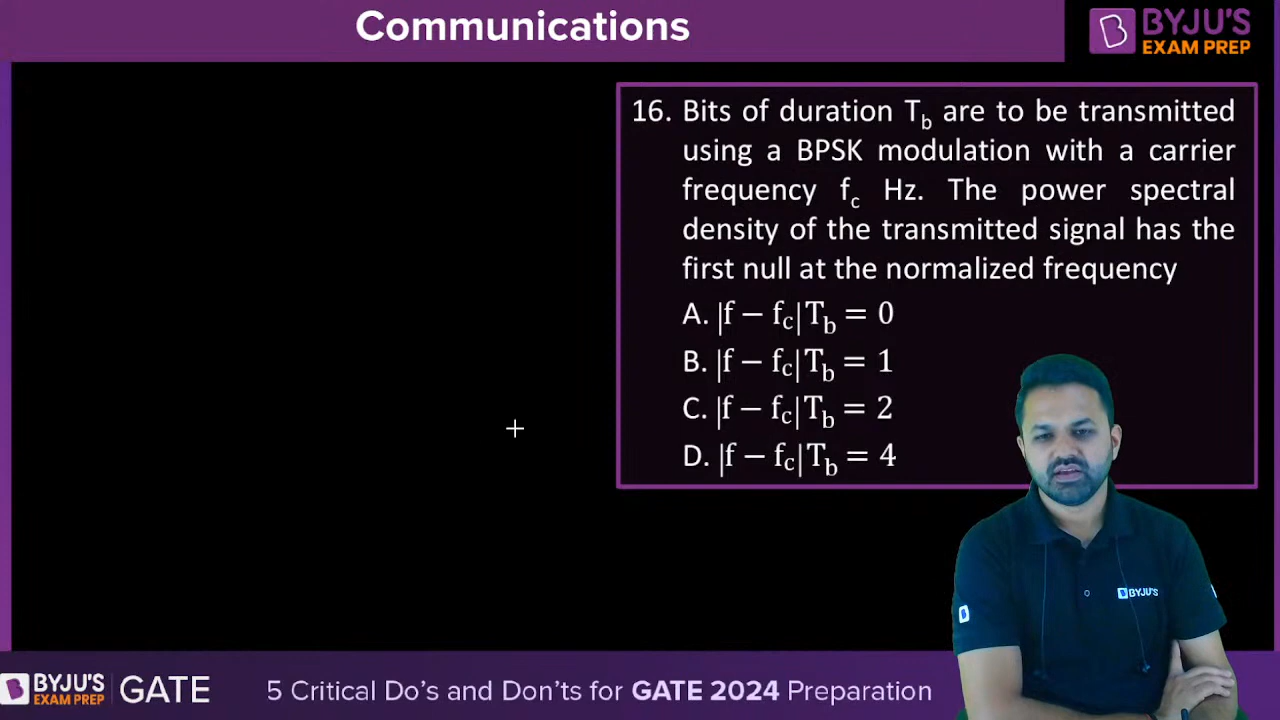 Communications
BYJU'S
EXAM PREP
16. Bits of duration T_b are to be transmitted
using a BPSK modulation with a carrier
frequency f_c Hz. The power spectral
density of the transmitted signal has the
first null at the normalized frequency
A. |f − f_c|T_b = 0
B. |f − f_c|T_b = 1
C. |f − f_c|T_b = 2
D. |f − f_c|T_b = 4
BYJU'S
BYJU'S
EXAM PREP
GATE
5 Critical Do's and Don'ts for GATE 2024 Preparation